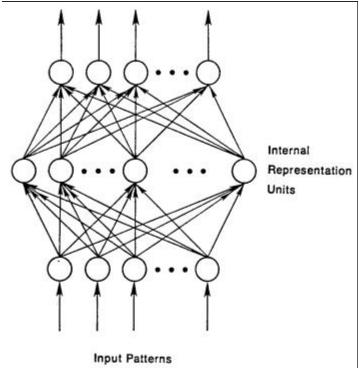 Internal
Representation
Units
Input Patterns